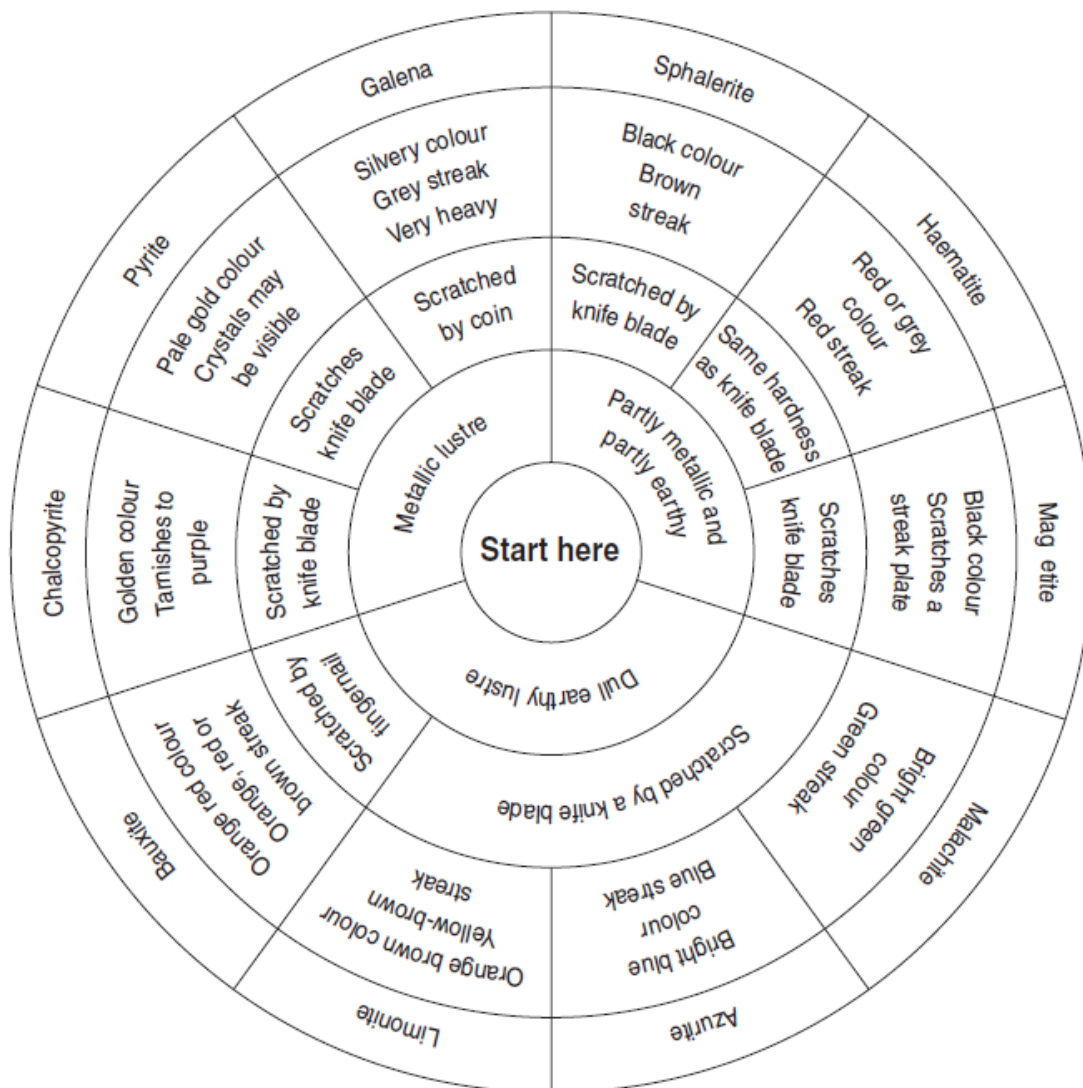 Start here
Metallic lustre
Partly metallic and
partly earthy
Dull earthy lustre
Scratched
by coin
Scratched by
knife blade
Same hardness
as knife blade
Scratches
knife blade
Scratched by a knife blade
Scratched by
fingernail
Scratched by
knife blade
Scratches
knife blade
Silvery colour
Grey streak
Very heavy
Black colour
Brown
streak
Red or grey
colour
Red streak
Black colour
Scratches a
streak plate
Bright green
colour
Green streak
Bright blue
colour
Blue streak
Orange brown colour
Yellow-brown
streak
Orange red colour
Orange, red or
brown streak
Golden colour
Tarnishes to
purple
Pale gold colour
Crystals may
be visible
Galena
Sphalerite
Haematite
Mag etite
Malachite
Azurite
Limonite
Bauxite
Chalcopyrite
Pyrite